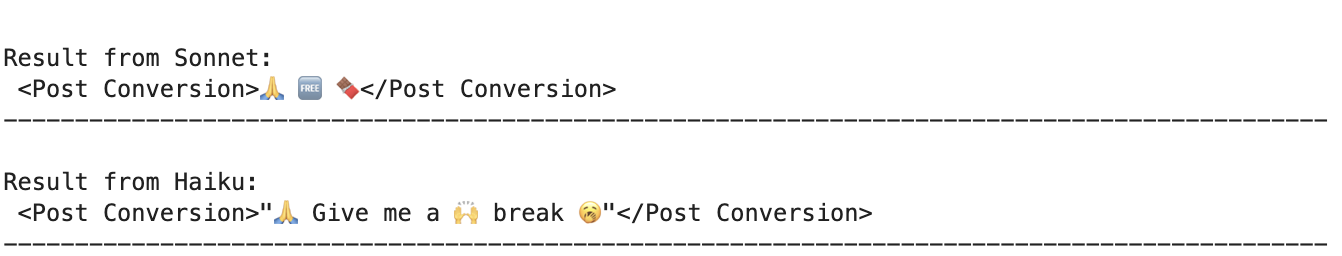 Result from Sonnet:
<Post Conversion>🙏 🆓 🍫</Post Conversion>
--------------------------------------------------------------------------------------------
Result from Haiku:
<Post Conversion>"🙏 Give me a 🙌 break 🥱"</Post Conversion>
--------------------------------------------------------------------------------------------